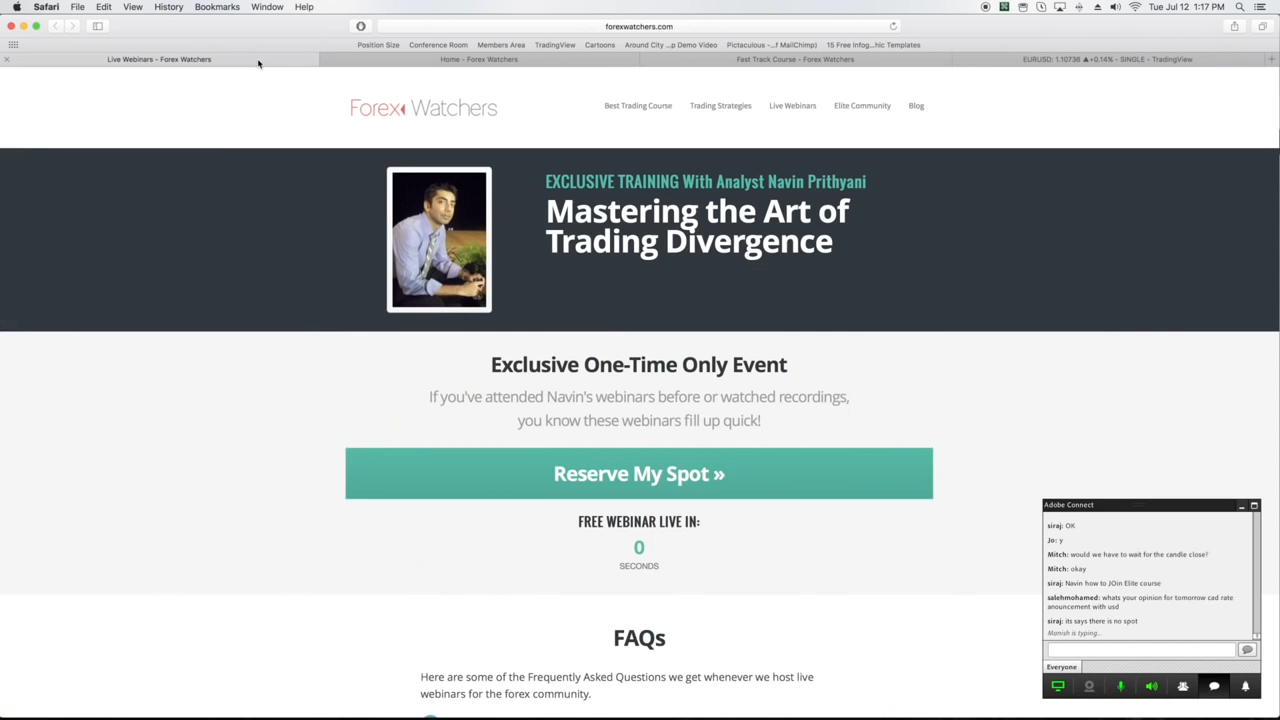 Safari File Edit View History Bookmarks Window Help
Tue Jul 12 1:17 PM
forexwatchers.com
Position Size Conference Room Members Area TradingView Cartoons Around City ...p Demo Video Pictaculous -...f MailChimp) 15 Free Infog...hic Templates
Live Webinars - Forex Watchers
Home - Forex Watchers
Fast Track Course - Forex Watchers
EURUSD: 1.10736 ▲+0.14% - SINGLE - TradingView
Forex Watchers
Best Trading Course Trading Strategies Live Webinars Elite Community Blog
EXCLUSIVE TRAINING With Analyst Navin Prithyani
Mastering the Art of
Trading Divergence
Exclusive One-Time Only Event
If you've attended Navin's webinars before or watched recordings,
you know these webinars fill up quick!
Reserve My Spot »
FREE WEBINAR LIVE IN:
0
SECONDS
FAQs
Here are some of the Frequently Asked Questions we get whenever we host live
webinars for the forex community.
Adobe Connect
siraj: OK
Jo: y
Mitch: would we have to wait for the candle close?
Mitch: okay
siraj: Navin how to JOin Elite course
salehmohamed: whats your opinion for tomorrow cad rate
anouncement with usd
siraj: its says there is no spot
Manish is typing...
Everyone